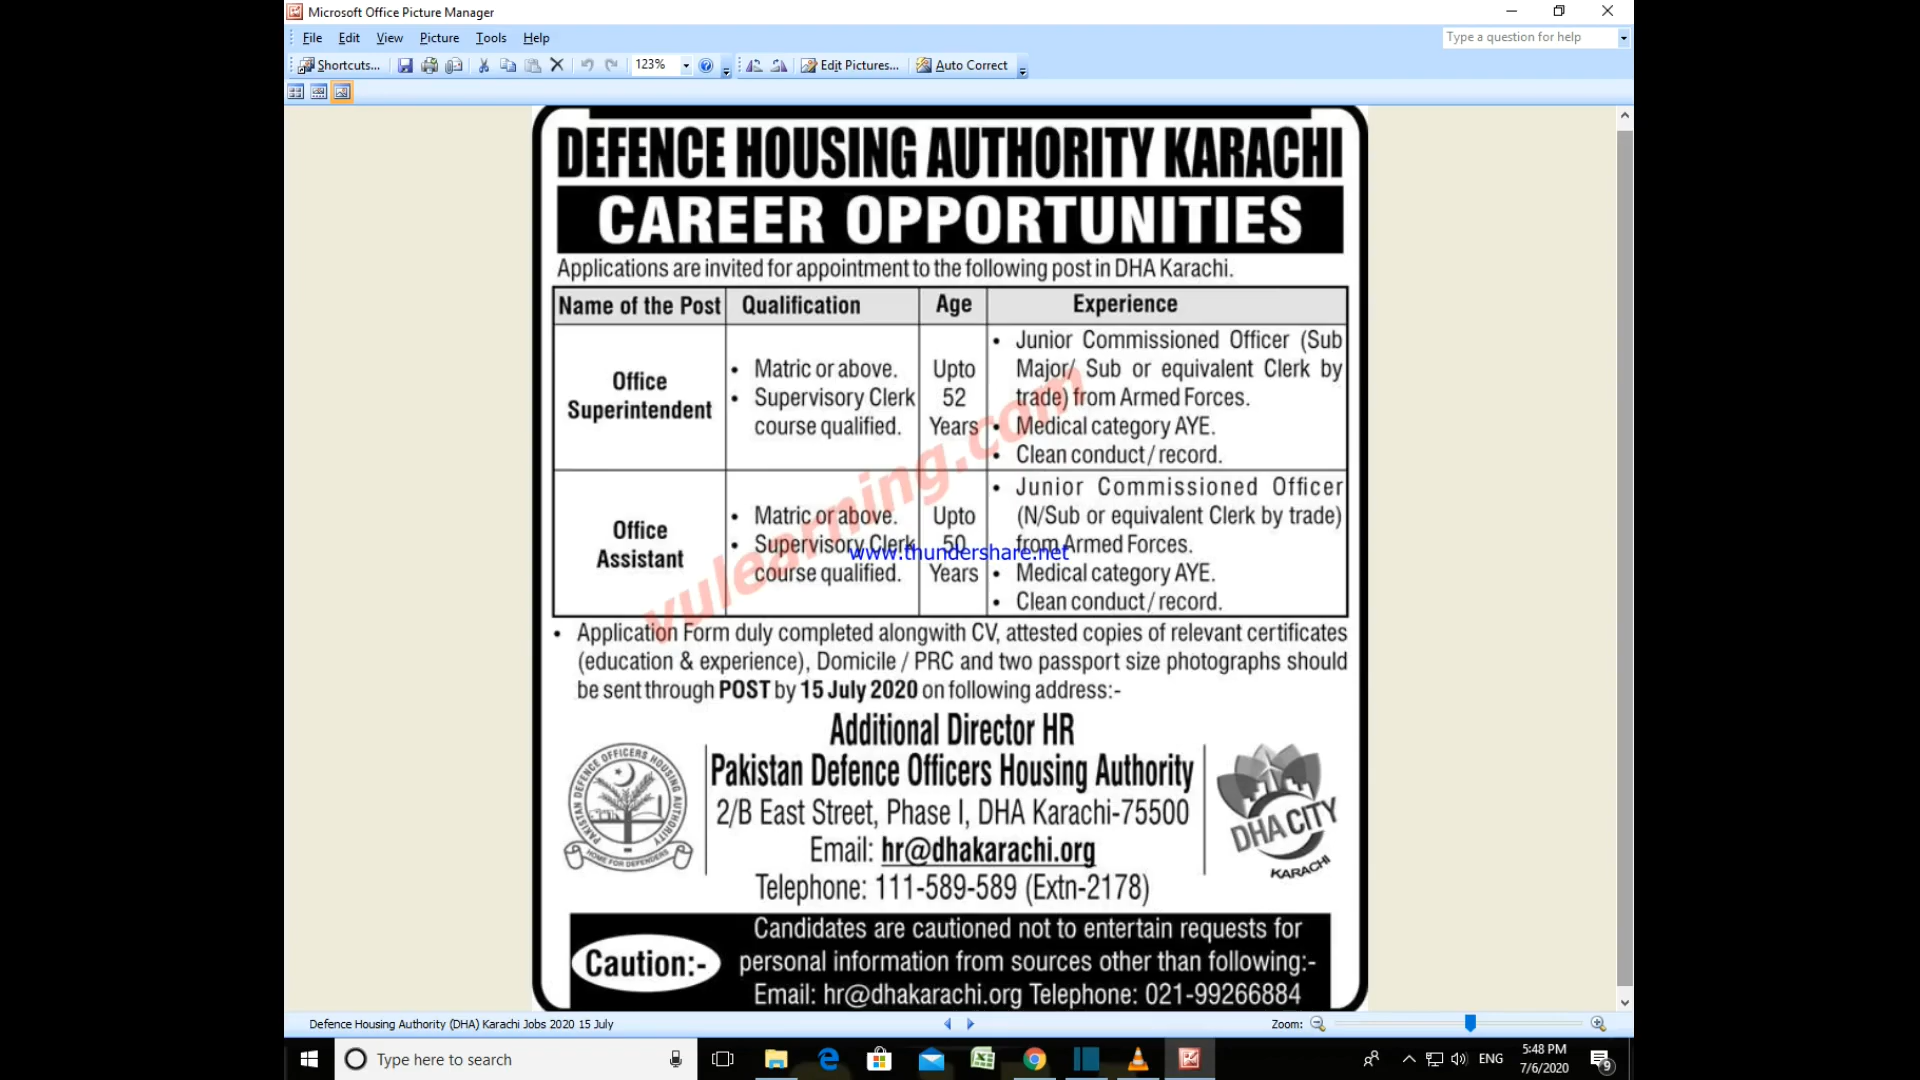 Microsoft Office Picture Manager
File Edit View Picture Tools Help
Type a question for help
Shortcuts... 123% Edit Pictures... Auto Correct
DEFENCE HOUSING AUTHORITY KARACHI
CAREER OPPORTUNITIES
Applications are invited for appointment to the following post in DHA Karachi.
Name of the Post Qualification Age Experience
Office
Superintendent
• Matric or above.
• Supervisory Clerk
course qualified.
Upto
52
Years
• Junior Commissioned Officer (Sub
Major/ Sub or equivalent Clerk by
trade) from Armed Forces.
• Medical category AYE.
• Clean conduct / record.
Office
Assistant
• Matric or above.
• Supervisory Clerk
course qualified.
Upto
50
Years
• Junior Commissioned Officer
(N/Sub or equivalent Clerk by trade)
from Armed Forces.
• Medical category AYE.
• Clean conduct / record.
vulearning.com
www.thundershare.net
• Application Form duly completed alongwith CV, attested copies of relevant certificates
(education & experience), Domicile / PRC and two passport size photographs should
be sent through POST by 15 July 2020 on following address:-
Additional Director HR
Pakistan Defence Officers Housing Authority
2/B East Street, Phase I, DHA Karachi-75500
Email: hr@dhakarachi.org
Telephone: 111-589-589 (Extn-2178)
PAKISTAN DEFENCE OFFICERS HOUSING AUTHORITY
HOME FOR DEFENDERS
DHA CITY
KARACHI
Caution:-
Candidates are cautioned not to entertain requests for
personal information from sources other than following:-
Email: hr@dhakarachi.org Telephone: 021-99266884
Defence Housing Authority (DHA) Karachi Jobs 2020 15 July
Zoom:
Type here to search
ENG
5:48 PM
7/6/2020
9